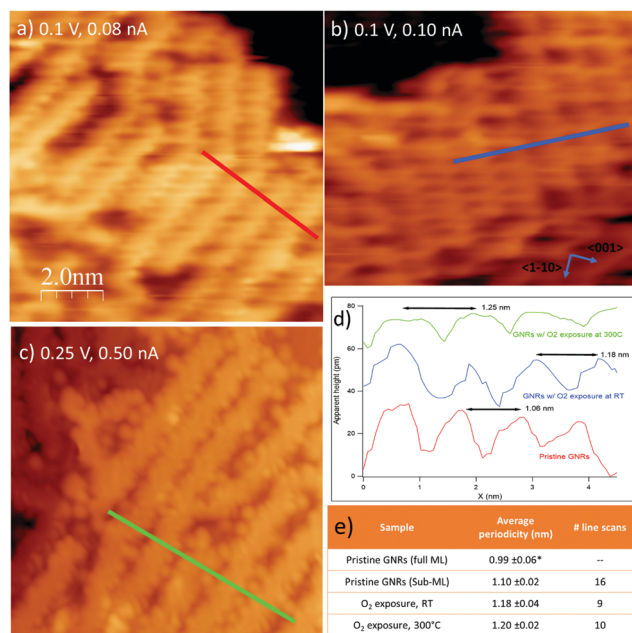 a) 0.1 V, 0.08 nA
2.0nm
b) 0.1 V, 0.10 nA
<001>
<1-10>
c) 0.25 V, 0.50 nA
d)
80
60
40
20
0
Apparent height (pm)
1.25 nm
GNRs w/ O2 exposure at 300C
1.18 nm
GNRs w/ O2 exposure at RT
1.06 nm
Pristine GNRs
0 1 2 3 4
X (nm)
e)
Sample Average periodicity (nm) # line scans
Pristine GNRs (full ML) 0.99 ±0.06* --
Pristine GNRs (Sub-ML) 1.10 ±0.02 16
O₂ exposure, RT 1.18 ±0.04 9
O₂ exposure, 300°C 1.20 ±0.02 10